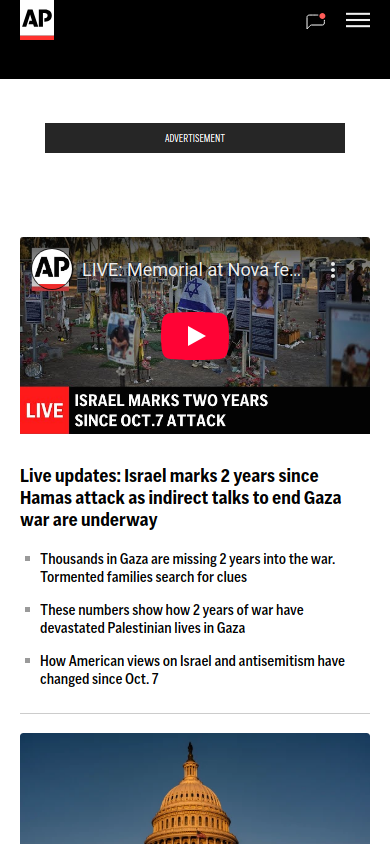 AP
ADVERTISEMENT
AP
LIVE: Memorial at Nova fe...
LIVE
ISRAEL MARKS TWO YEARS
SINCE OCT.7 ATTACK
Live updates: Israel marks 2 years since
Hamas attack as indirect talks to end Gaza
war are underway
Thousands in Gaza are missing 2 years into the war.
Tormented families search for clues
These numbers show how 2 years of war have
devastated Palestinian lives in Gaza
How American views on Israel and antisemitism have
changed since Oct. 7